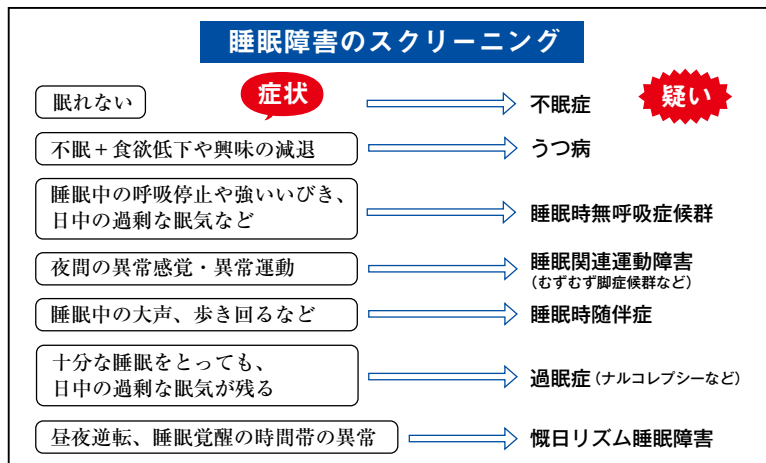 睡眠障害のスクリーニング
症状
疑い
眠れない
不眠症
不眠+食欲低下や興味の減退
うつ病
睡眠中の呼吸停止や強いいびき、
日中の過剰な眠気など
睡眠時無呼吸症候群
夜間の異常感覚・異常運動
睡眠関連運動障害
(むずむず脚症候群など)
睡眠中の大声、歩き回るなど
睡眠時随伴症
十分な睡眠をとっても、
日中の過剰な眠気が残る
過眠症(ナルコレプシーなど)
昼夜逆転、睡眠覚醒の時間帯の異常
慨日リズム睡眠障害